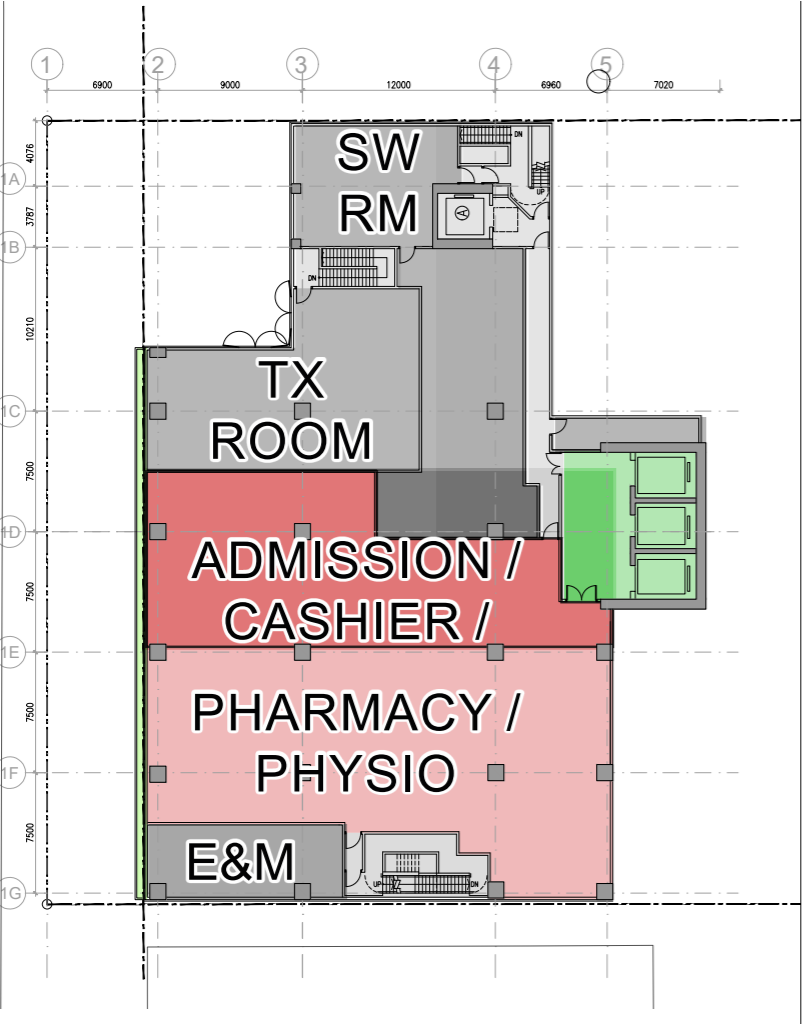 1 2 3 4 5
6900 9000 12000 6960 7020
4076
1A
3787
1B
10210
1C
7500
1D
7500
1E
7500
1F
7500
1G
SW
RM
DN
UP
A
DN
TX
ROOM
ADMISSION /
CASHIER /
PHARMACY /
PHYSIO
E&M
UP DN